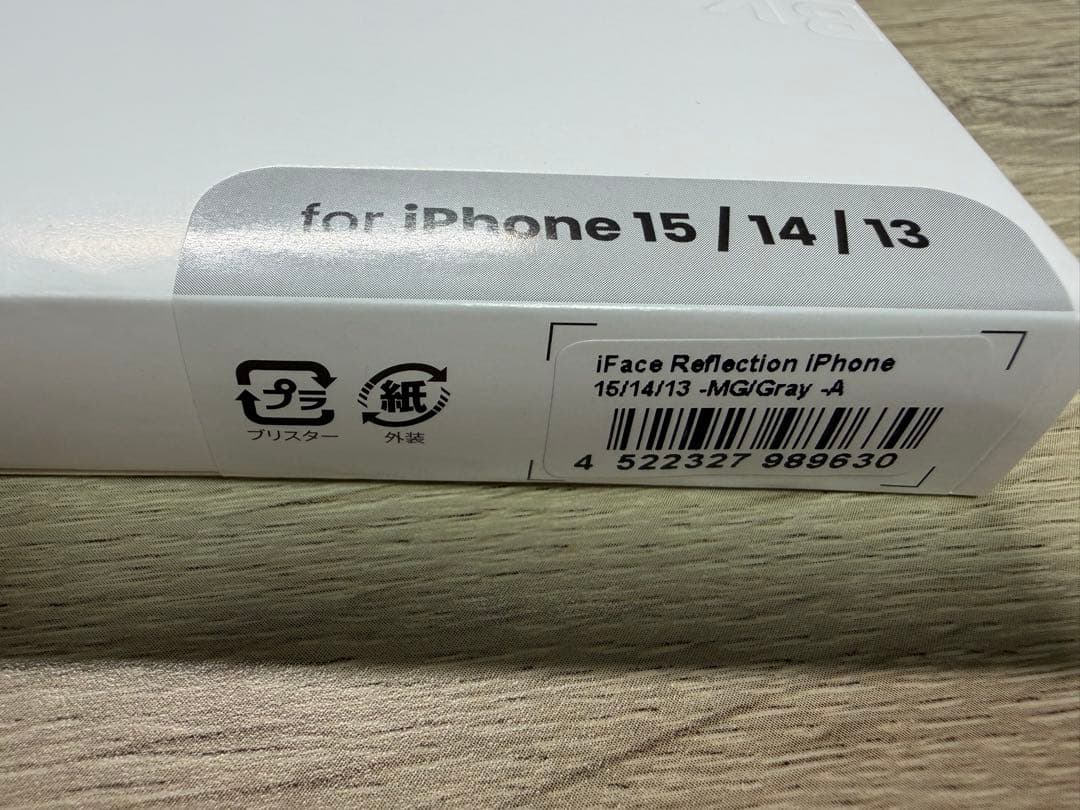 for iPhone 15 / 14 / 13
iFace Reflection iPhone
15/14/13 -MG/Gray -A
4 522327 989630
プラ
ブリスター
紙
外装